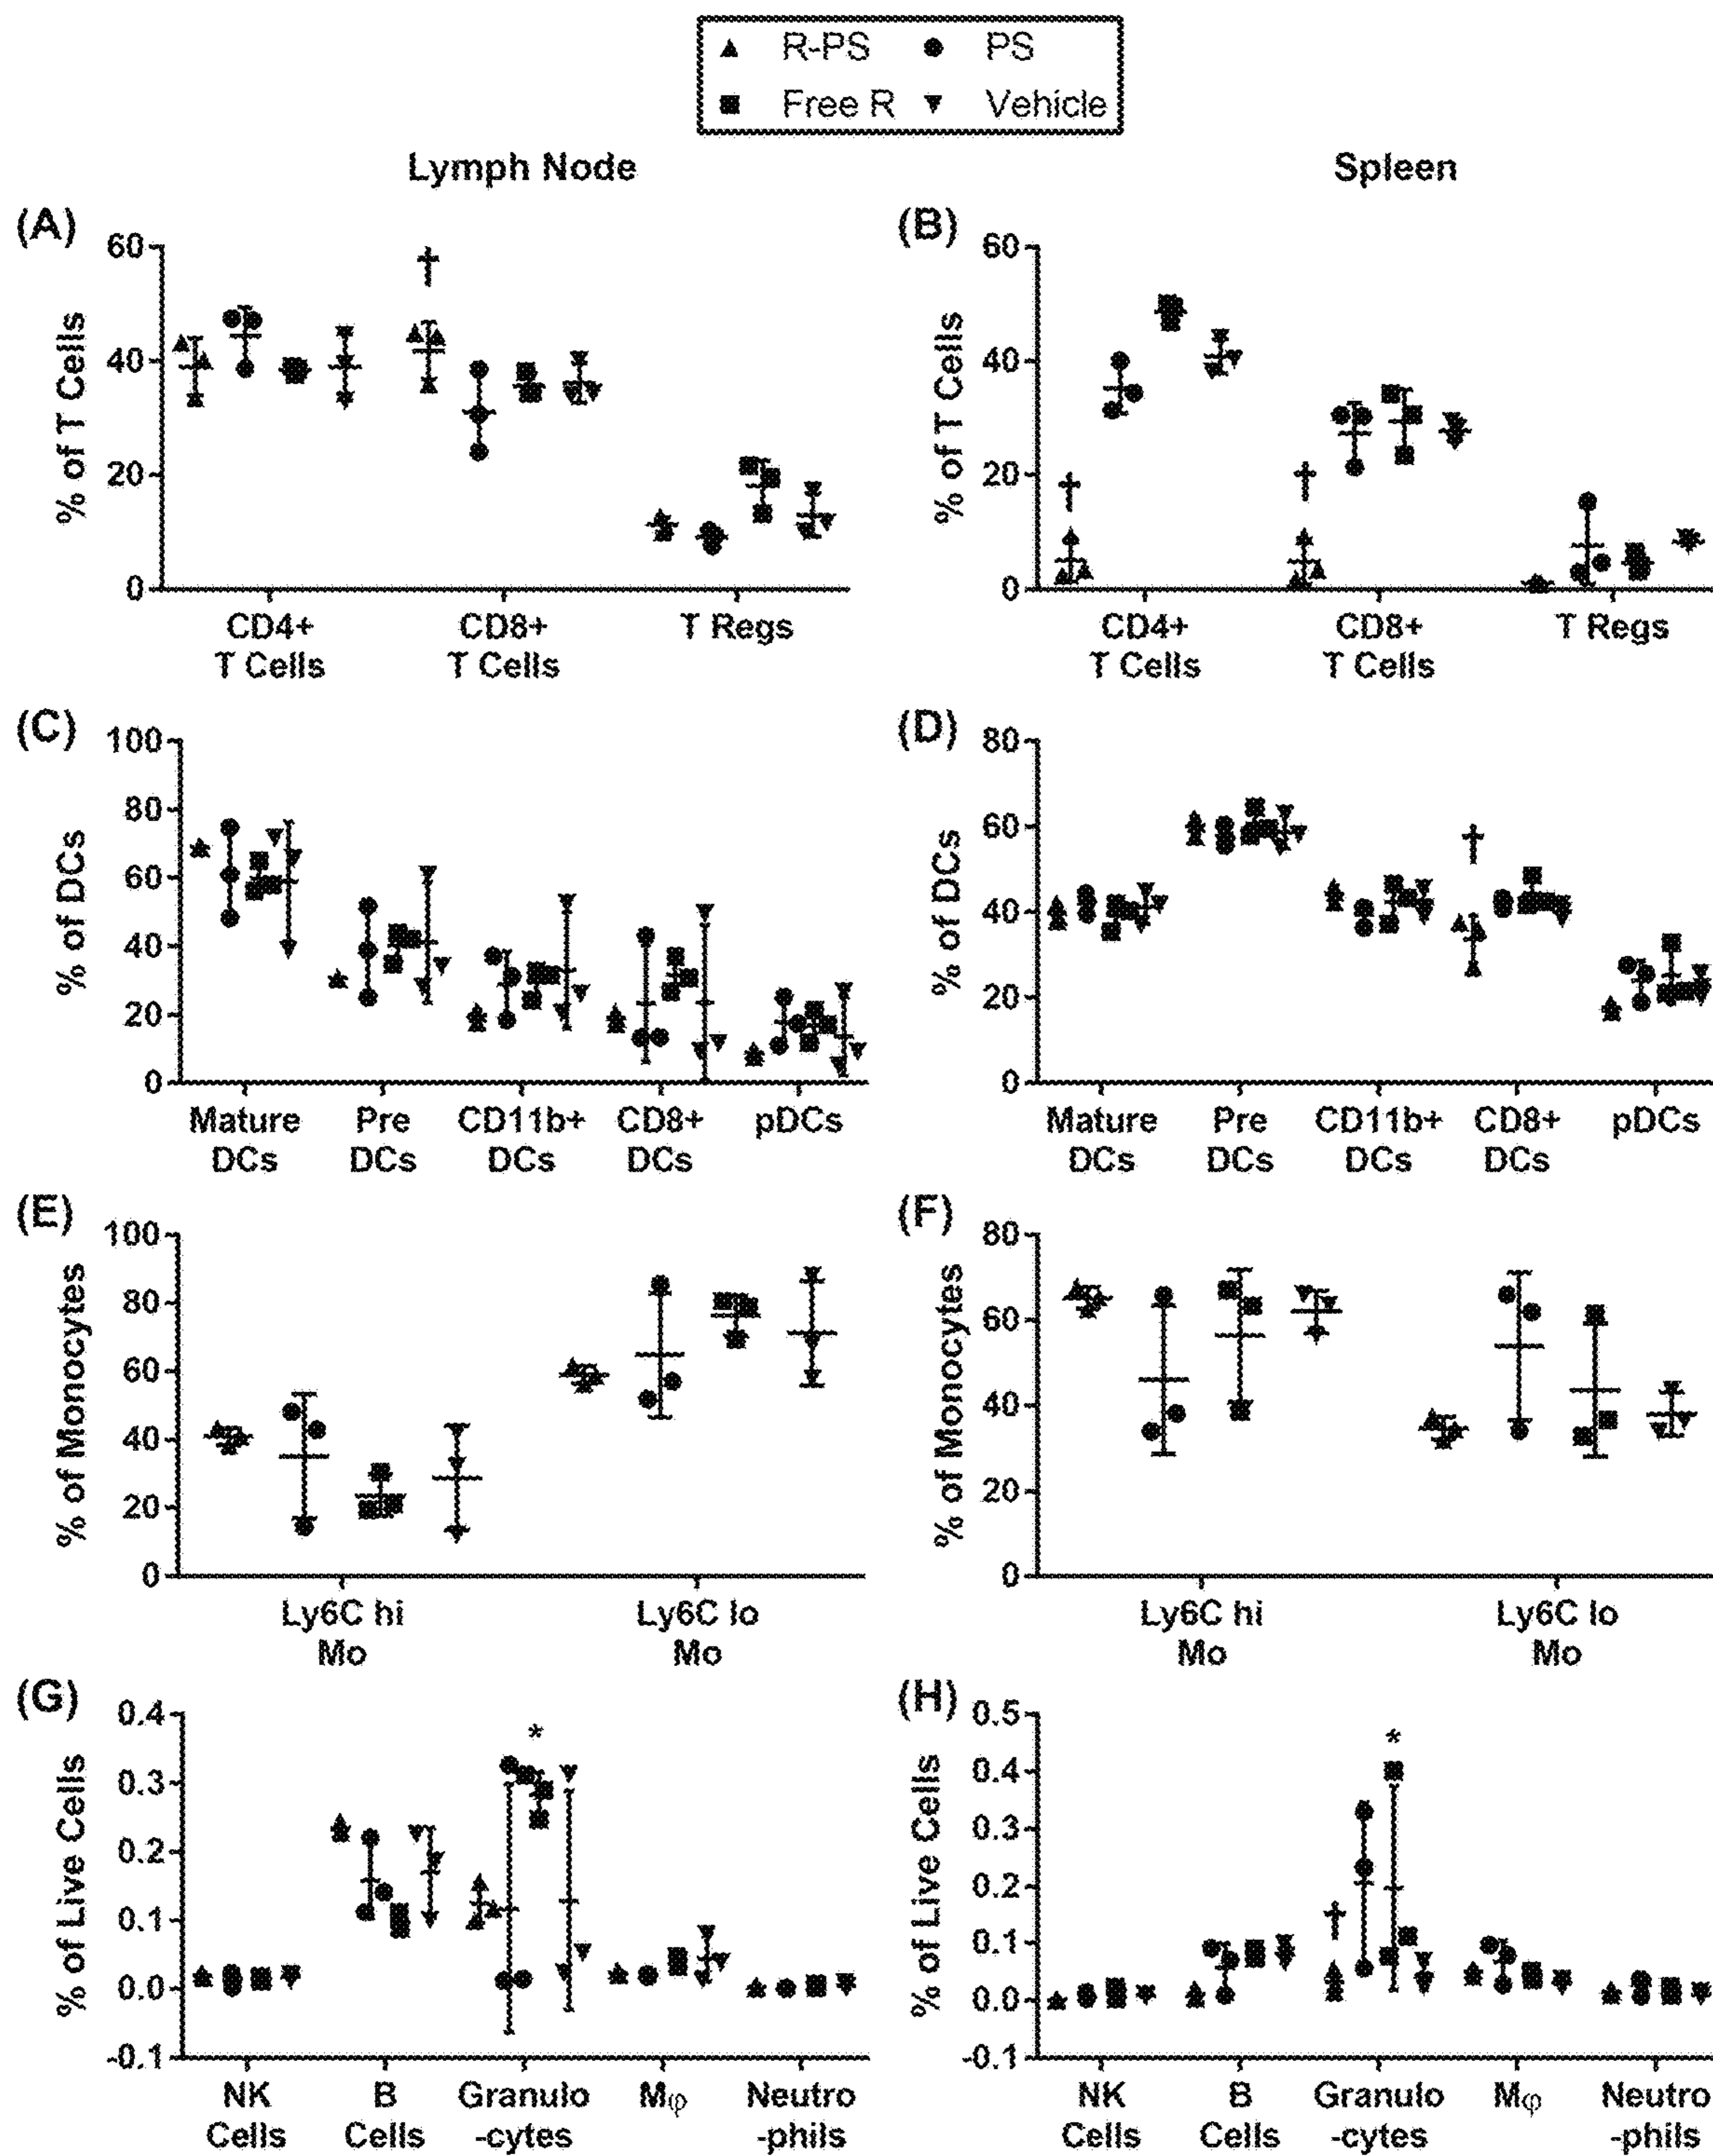 ▲ R-PS ● PS
■ Free R ▼ Vehicle
Lymph Node
Spleen
(A)
% of T Cells
60
40
20
0
†
CD4+ CD8+ T Regs
T Cells T Cells
(B)
% of T Cells
60
40
20
0
† †
CD4+ CD8+ T Regs
T Cells T Cells
(C)
% of DCs
100
80
60
40
20
0
Mature Pre CD11b+ CD8+ pDCs
DCs DCs DCs DCs
(D)
% of DCs
80
60
40
20
0
†
Mature Pre CD11b+ CD8+ pDCs
DCs DCs DCs DCs
(E)
% of Monocytes
100
80
60
40
20
0
Ly6C hi Ly6C lo
Mo Mo
(F)
% of Monocytes
80
60
40
20
0
Ly6C hi Ly6C lo
Mo Mo
(G)
% of Live Cells
0.4
0.3
0.2
0.1
0.0
-0.1
*
NK B Granulo Mφ Neutro
Cells Cells -cytes -phils
(H)
% of Live Cells
0.5
0.4
0.3
0.2
0.1
0.0
-0.1
† *
NK B Granulo Mφ Neutro
Cells Cells -cytes -phils